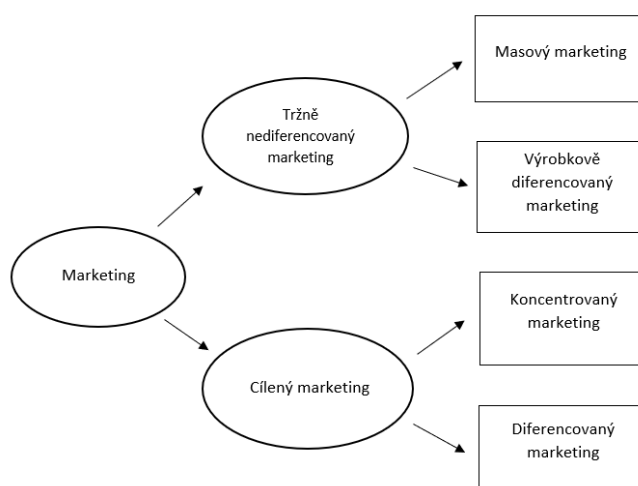 Masový marketing
Tržně
nediferencovaný
marketing
Výrobkově
diferencovaný
marketing
Marketing
Koncentrovaný
marketing
Cílený marketing
Diferencovaný
marketing